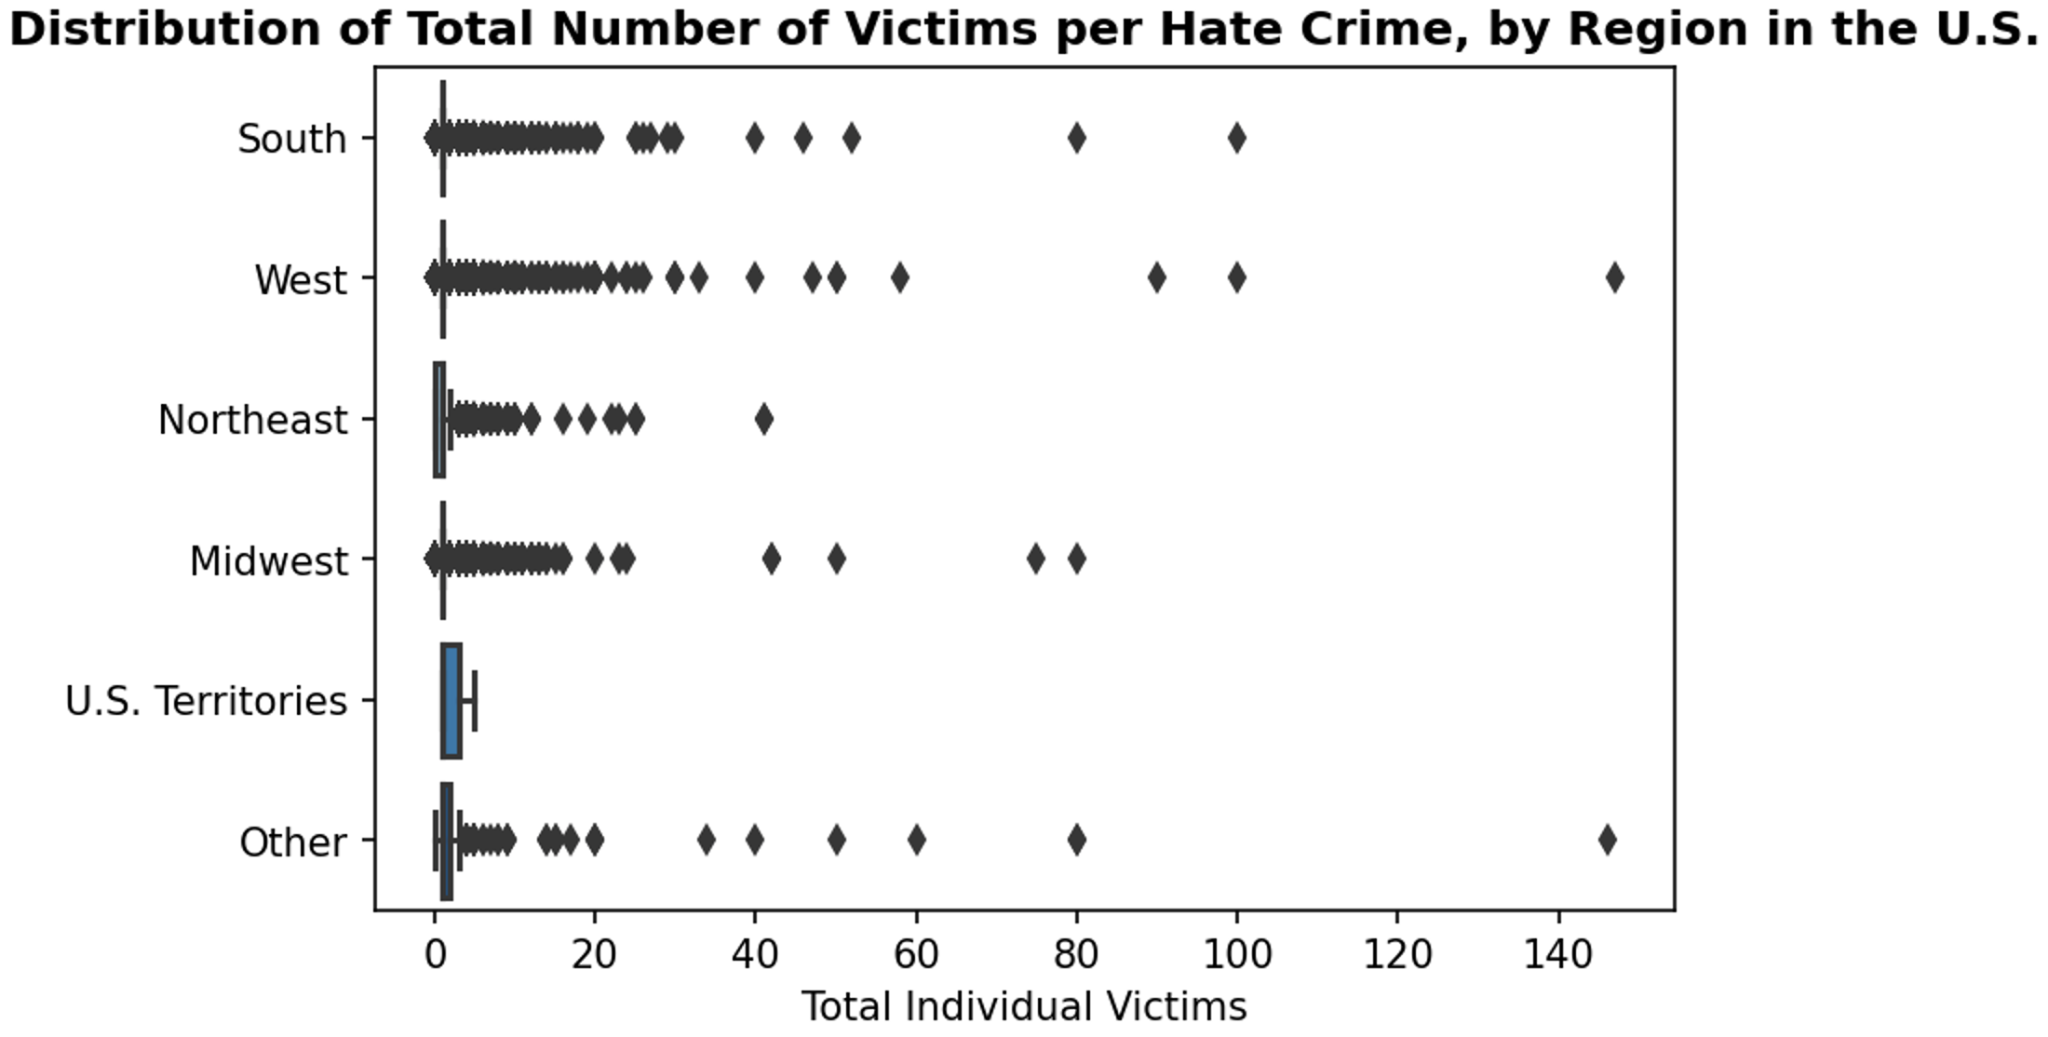 Distribution of Total Number of Victims per Hate Crime, by Region in the U.S.
South
West
Northeast
Midwest
U.S. Territories
Other
0 20 40 60 80 100 120 140
Total Individual Victims